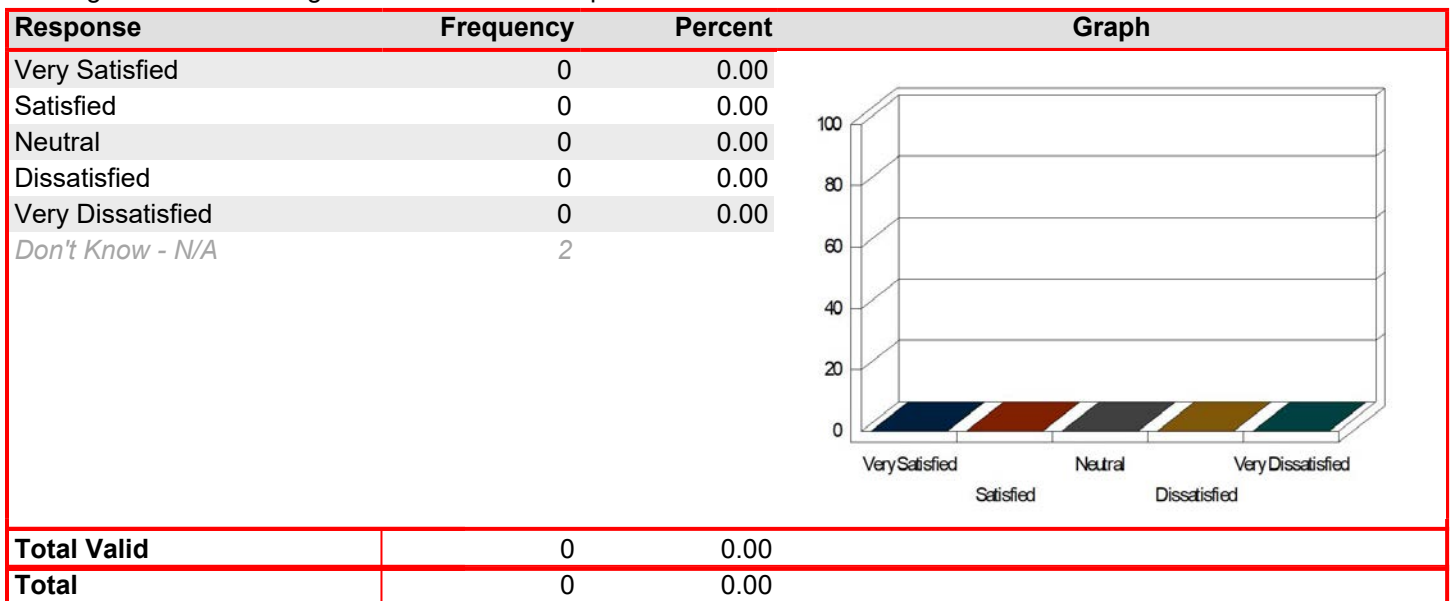 Response Frequency Percent Graph
Very Satisfied 0 0.00
Satisfied 0 0.00
Neutral 0 0.00
Dissatisfied 0 0.00
Very Dissatisfied 0 0.00
Don't Know - N/A 2
100
80
60
40
20
0
Very Satisfied Neutral Very Dissatisfied
Satisfied Dissatisfied
Total Valid 0 0.00
Total 0 0.00